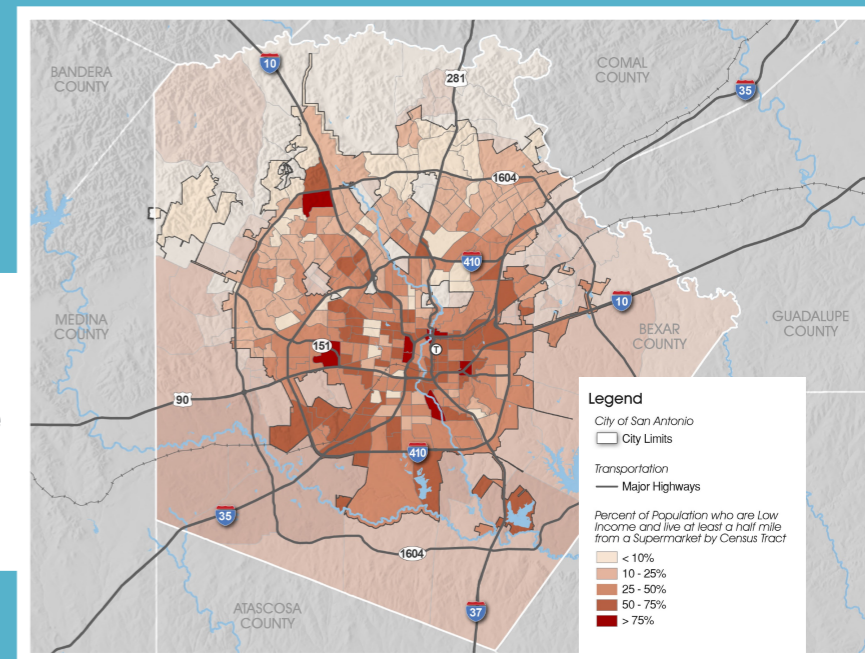 BANDERA
COUNTY
10
281
COMAL
COUNTY
35
1604
410
MEDINA
COUNTY
10
BEXAR
COUNTY
GUADALUPE
COUNTY
151
T
90
410
35
1604
ATASCOSA
COUNTY
37
Legend
City of San Antonio
City Limits
Transportation
Major Highways
Percent of Population who are Low
Income and live at least a half mile
from a Supermarket by Census Tract
< 10%
10 - 25%
25 - 50%
50 - 75%
> 75%